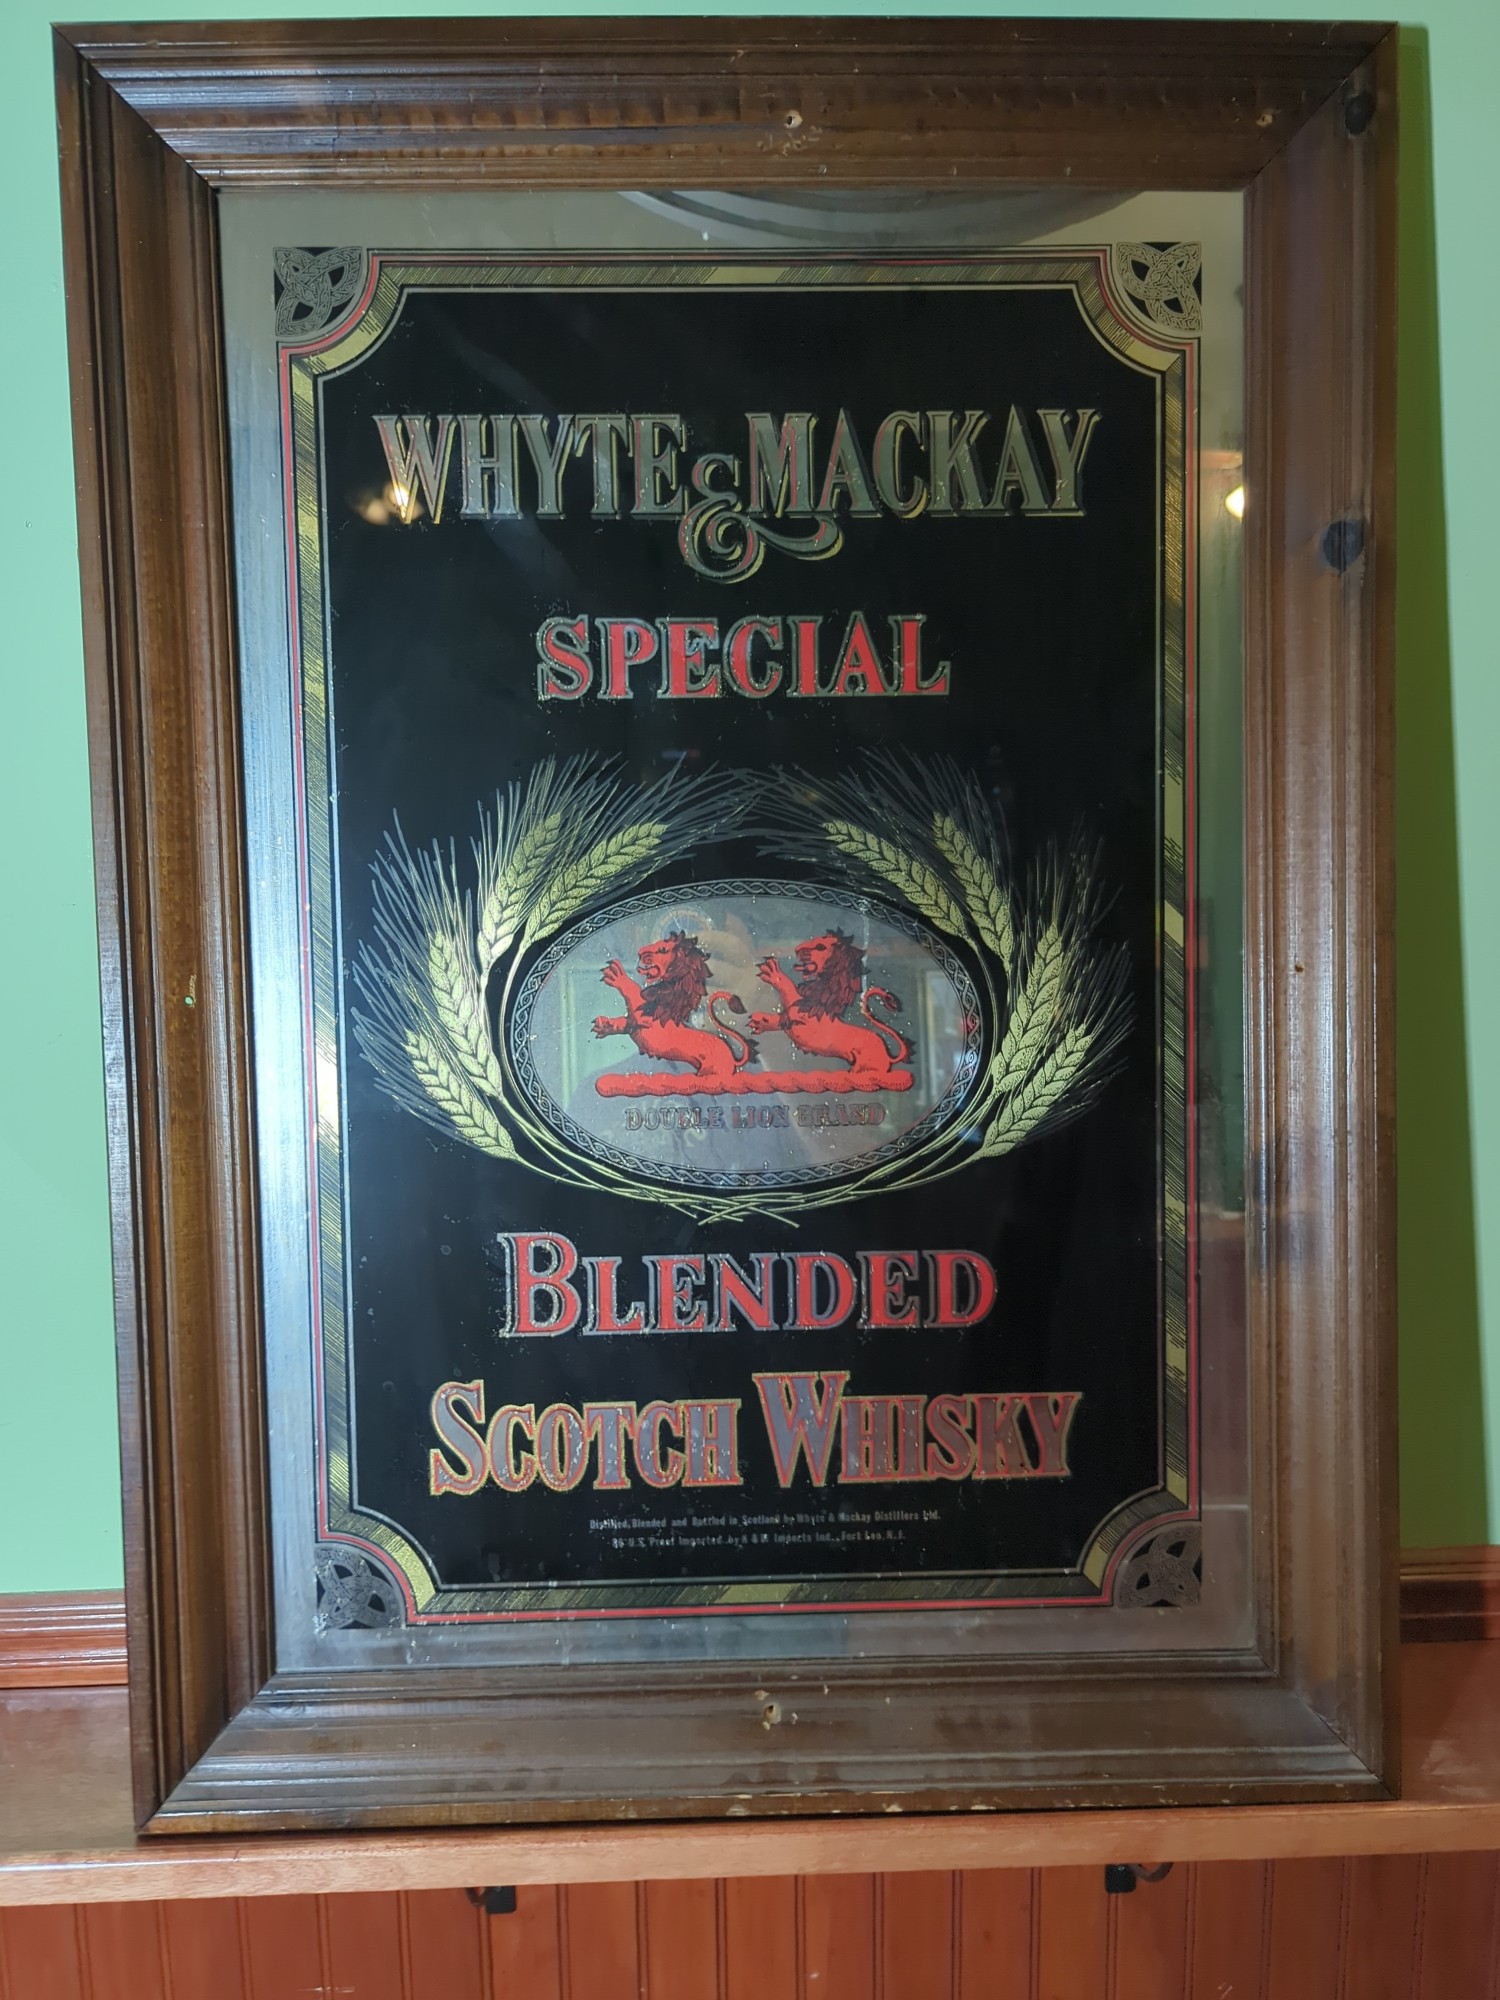 WHYTE & MACKAY
SPECIAL
DOUBLE LION BRAND
BLENDED
SCOTCH WHISKY
Distilled, Blended and Bottled in Scotland by Whyte & Mackay Distillers Ltd.
86 U.S. Proof Imported by Imports Inc., Fort Lee, N.J.